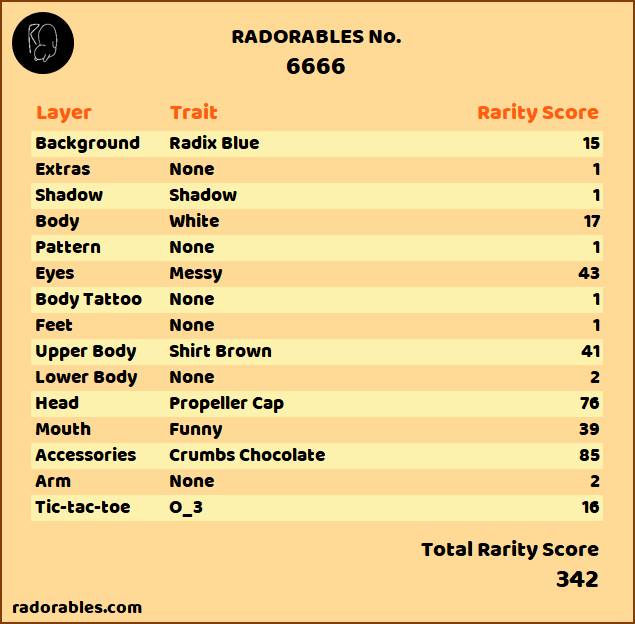 RADORABLES No.
6666
Layer Trait Rarity Score
Background Radix Blue 15
Extras None 1
Shadow Shadow 1
Body White 17
Pattern None 1
Eyes Messy 43
Body Tattoo None 1
Feet None 1
Upper Body Shirt Brown 41
Lower Body None 2
Head Propeller Cap 76
Mouth Funny 39
Accessories Crumbs Chocolate 85
Arm None 2
Tic-tac-toe O_3 16
Total Rarity Score
342
radorables.com